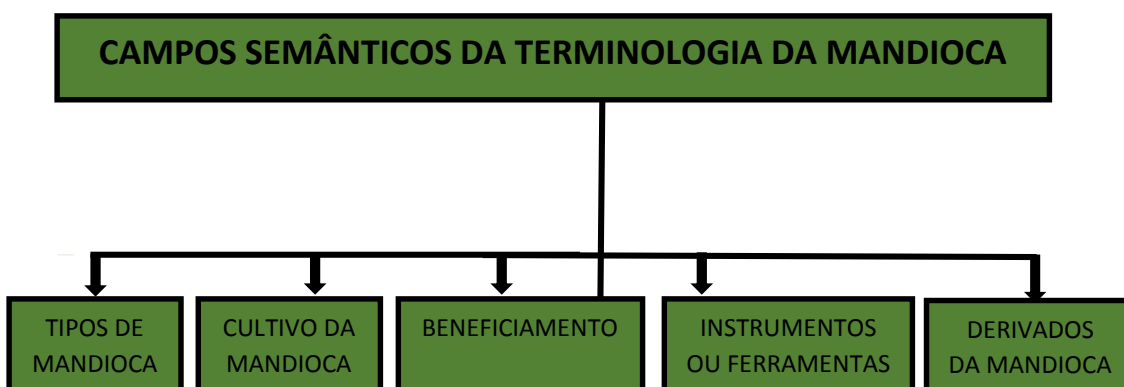 CAMPOS SEMÂNTICOS DA TERMINOLOGIA DA MANDIOCA
TIPOS DE
MANDIOCA
CULTIVO DA
MANDIOCA
BENEFICIAMENTO
INSTRUMENTOS
OU FERRAMENTAS
DERIVADOS
DA MANDIOCA